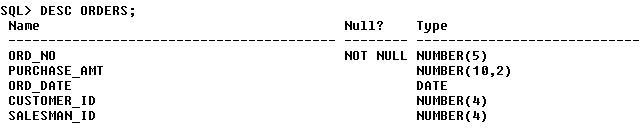 SQL> DESC ORDERS;
Name Null? Type
----------------------------------------- -------- ----------------------------
ORD_NO NOT NULL NUMBER(5)
PURCHASE_AMT NUMBER(10,2)
ORD_DATE DATE
CUSTOMER_ID NUMBER(4)
SALESMAN_ID NUMBER(4)